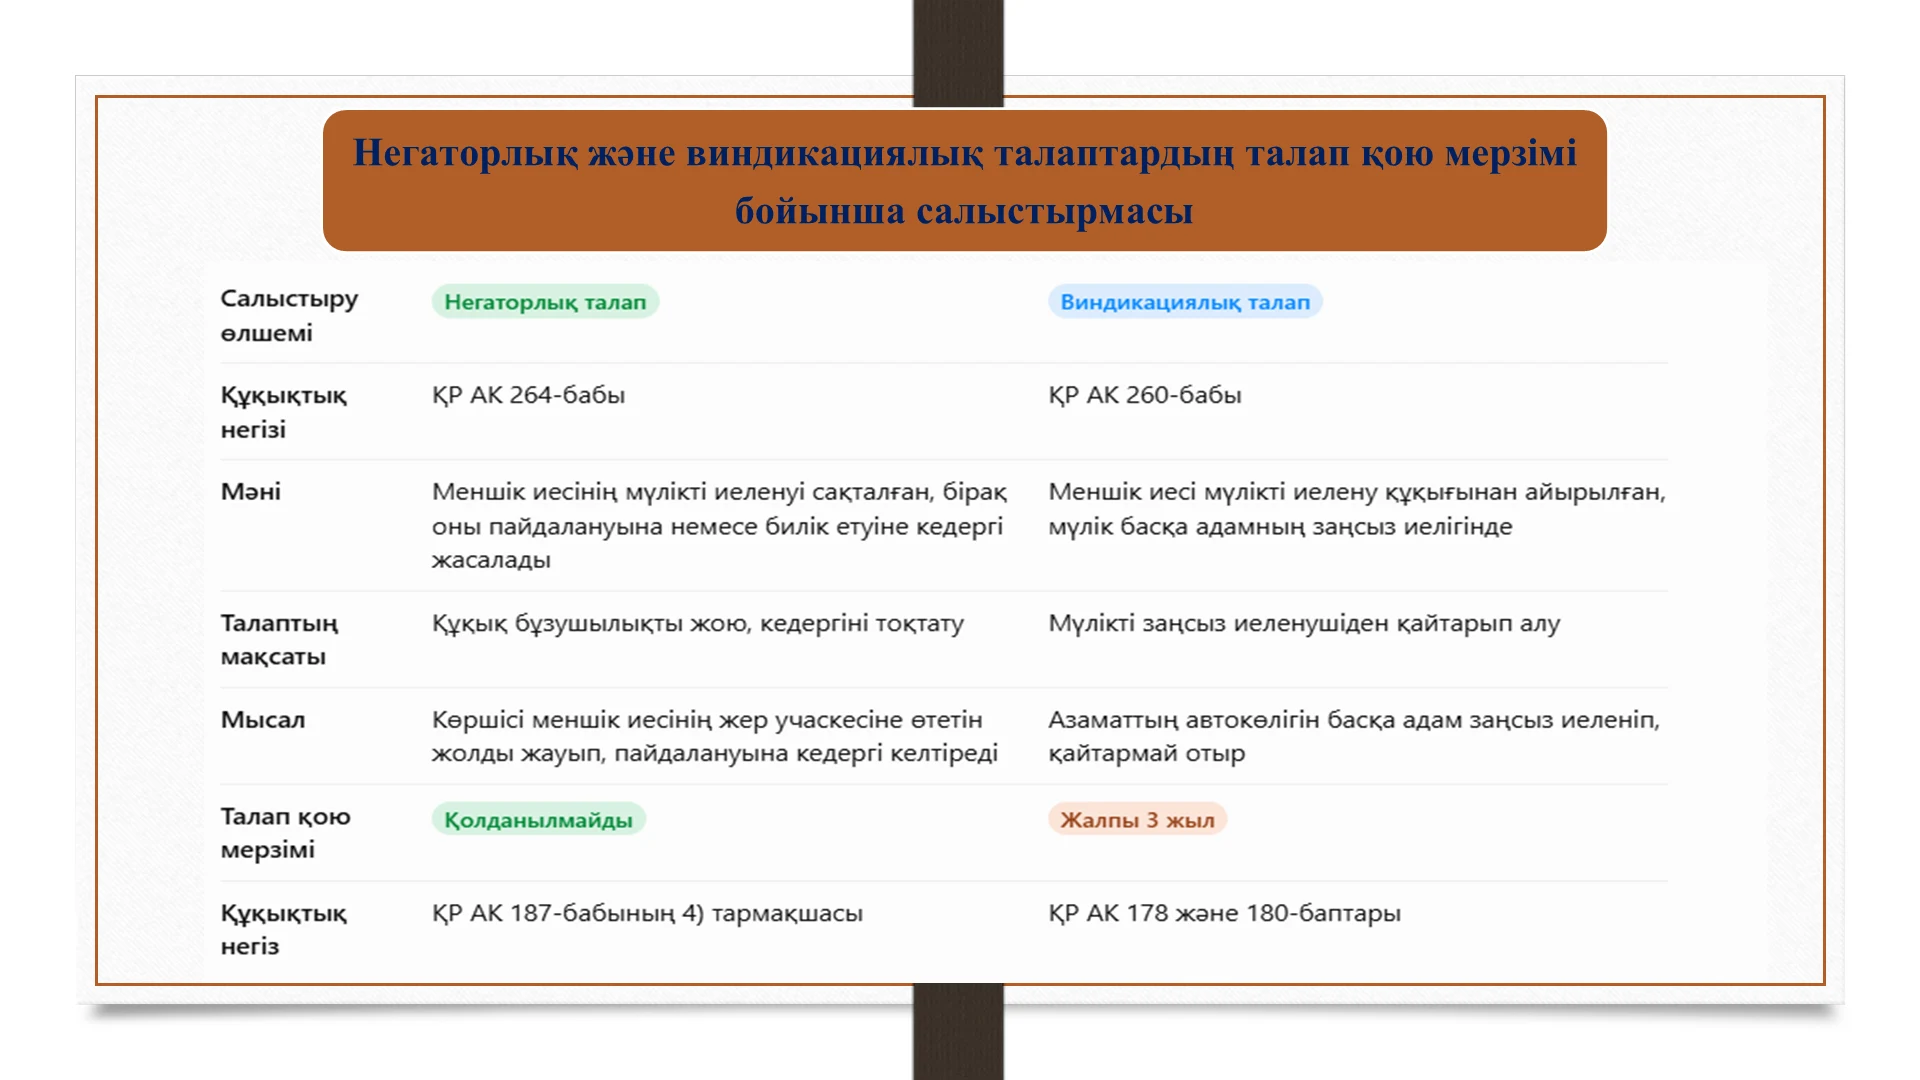 Негаторлық және виндикациялық талаптардың талап қою мерзімі
бойынша салыстырмасы
Салыстыру
өлшемі
Негаторлық талап
Виндикациялық талап
Құқықтық
негізі
ҚР АК 264-бабы
ҚР АК 260-бабы
Мәні
Меншік иесінің мүлікті иеленуі сақталған, бірақ
оны пайдалануына немесе билік етуіне кедергі
жасалады
Меншік иесі мүлікті иелену құқығынан айырылған,
мүлік басқа адамның заңсыз иелігінде
Талаптың
мақсаты
Құқық бұзушылықты жою, кедергіні тоқтату
Мүлікті заңсыз иеленушіден қайтарып алу
Мысал
Көршісі меншік иесінің жер учаскесіне өтетін
жолды жауып, пайдалануына кедергі келтіреді
Азаматтың автокөлігін басқа адам заңсыз иеленіп,
қайтармай отыр
Талап қою
мерзімі
Қолданылмайды
Жалпы 3 жыл
Құқықтық
негіз
ҚР АК 187-бабының 4) тармақшасы
ҚР АК 178 және 180-баптары